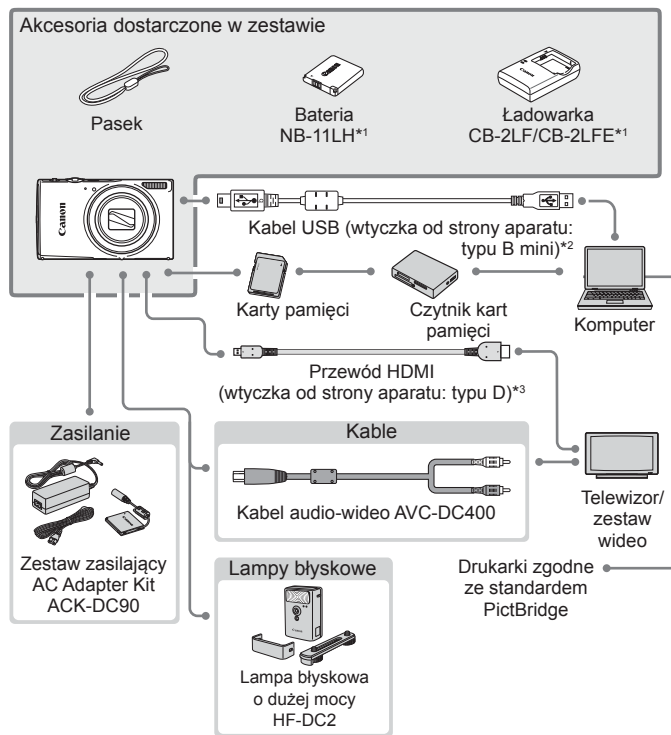 Akcesoria dostarczone w zestawie
Pasek
Bateria
NB-11LH*1
Ładowarka
CB-2LF/CB-2LFE*1
Canon
Kabel USB (wtyczka od strony aparatu:
typu B mini)*2
Karty pamięci
Czytnik kart
pamięci
Komputer
Przewód HDMI
(wtyczka od strony aparatu: typu D)*3
Zasilanie
Zestaw zasilający
AC Adapter Kit
ACK-DC90
Kable
Kabel audio-wideo AVC-DC400
Telewizor/
zestaw
wideo
Lampy błyskowe
Lampa błyskowa
o dużej mocy
HF-DC2
Drukarki zgodne
ze standardem
PictBridge